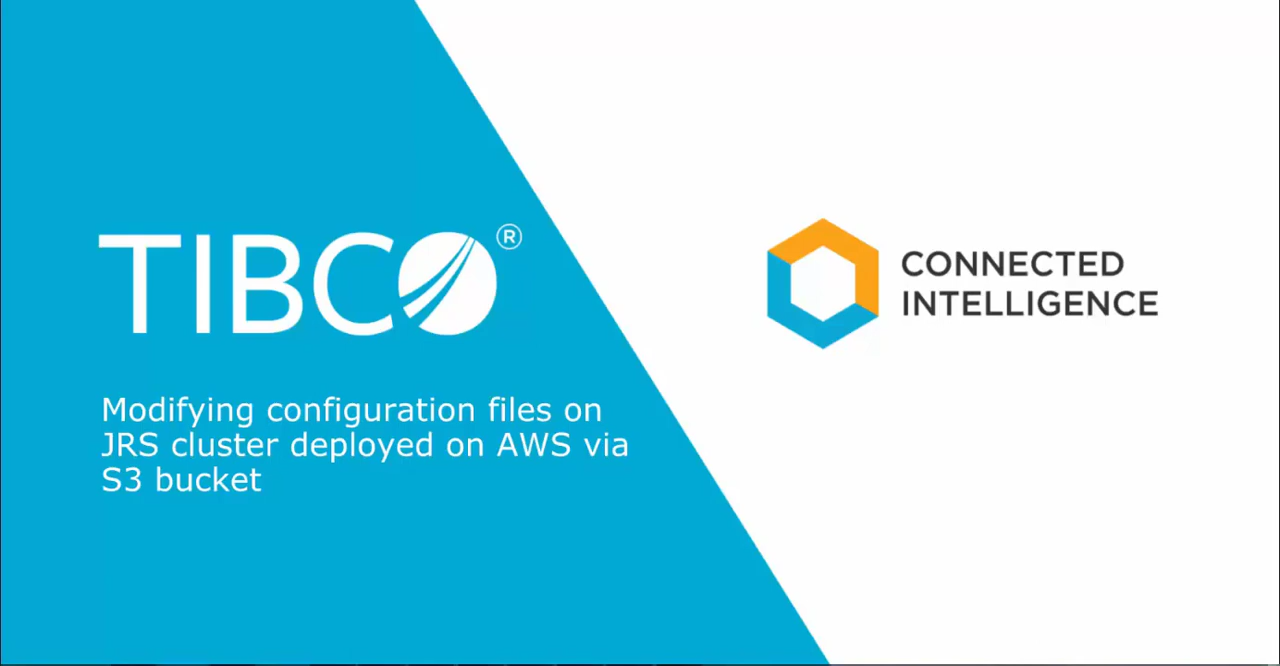 TIBCO®
Modifying configuration files on
JRS cluster deployed on AWS via
S3 bucket
CONNECTED
INTELLIGENCE